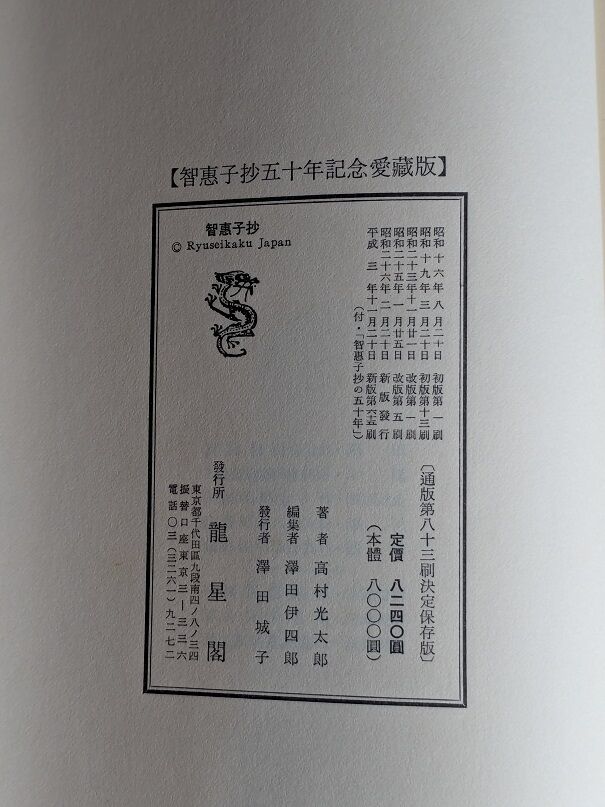 【智惠子抄五十年記念愛藏版】
智惠子抄
© Ryuseikaku Japan
昭和十六年八月二十日 初版第一刷
昭和十九年三月二十日 初版第十三刷
昭和二十三年十一月廿一日 改版第一刷
昭和二十五年一月廿五日 改版第五刷
昭和二十六年二月二十日 新版發行
平成三年十一月二十日 新版第六五刷
(付・「智惠子抄の五十年」)
〔通版第八十三刷決定保存版〕
定價 八二四〇圓
(本體 八〇〇〇圓)
著者 高村光太郎
編集者 澤田伊四郎
發行者 澤田城子
發行所 龍星閣
東京都千代田區九段南四ノ八ノ三四
振替口座東京三―三三六
電話〇三(三二六一)九二七二